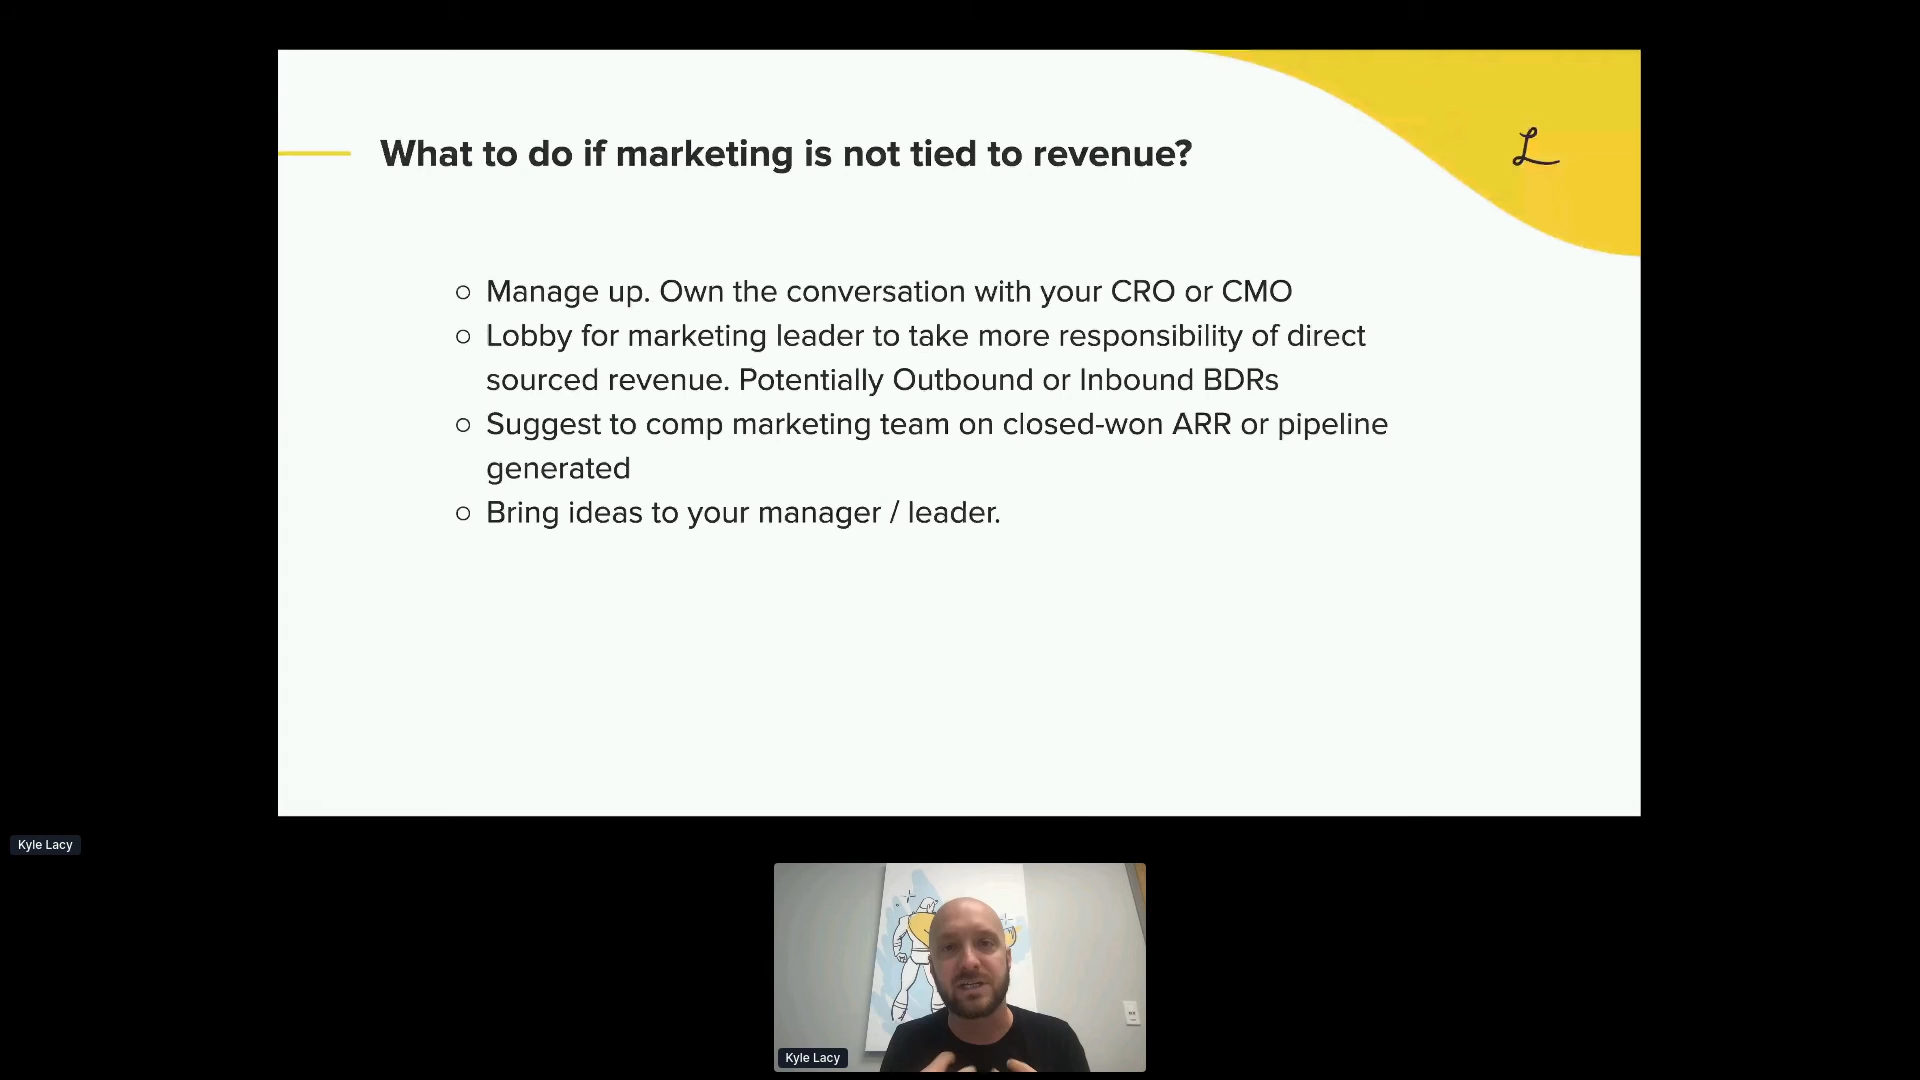 What to do if marketing is not tied to revenue?
L
○ Manage up. Own the conversation with your CRO or CMO
○ Lobby for marketing leader to take more responsibility of direct
sourced revenue. Potentially Outbound or Inbound BDRs
○ Suggest to comp marketing team on closed-won ARR or pipeline
generated
○ Bring ideas to your manager / leader.
Kyle Lacy
Kyle Lacy